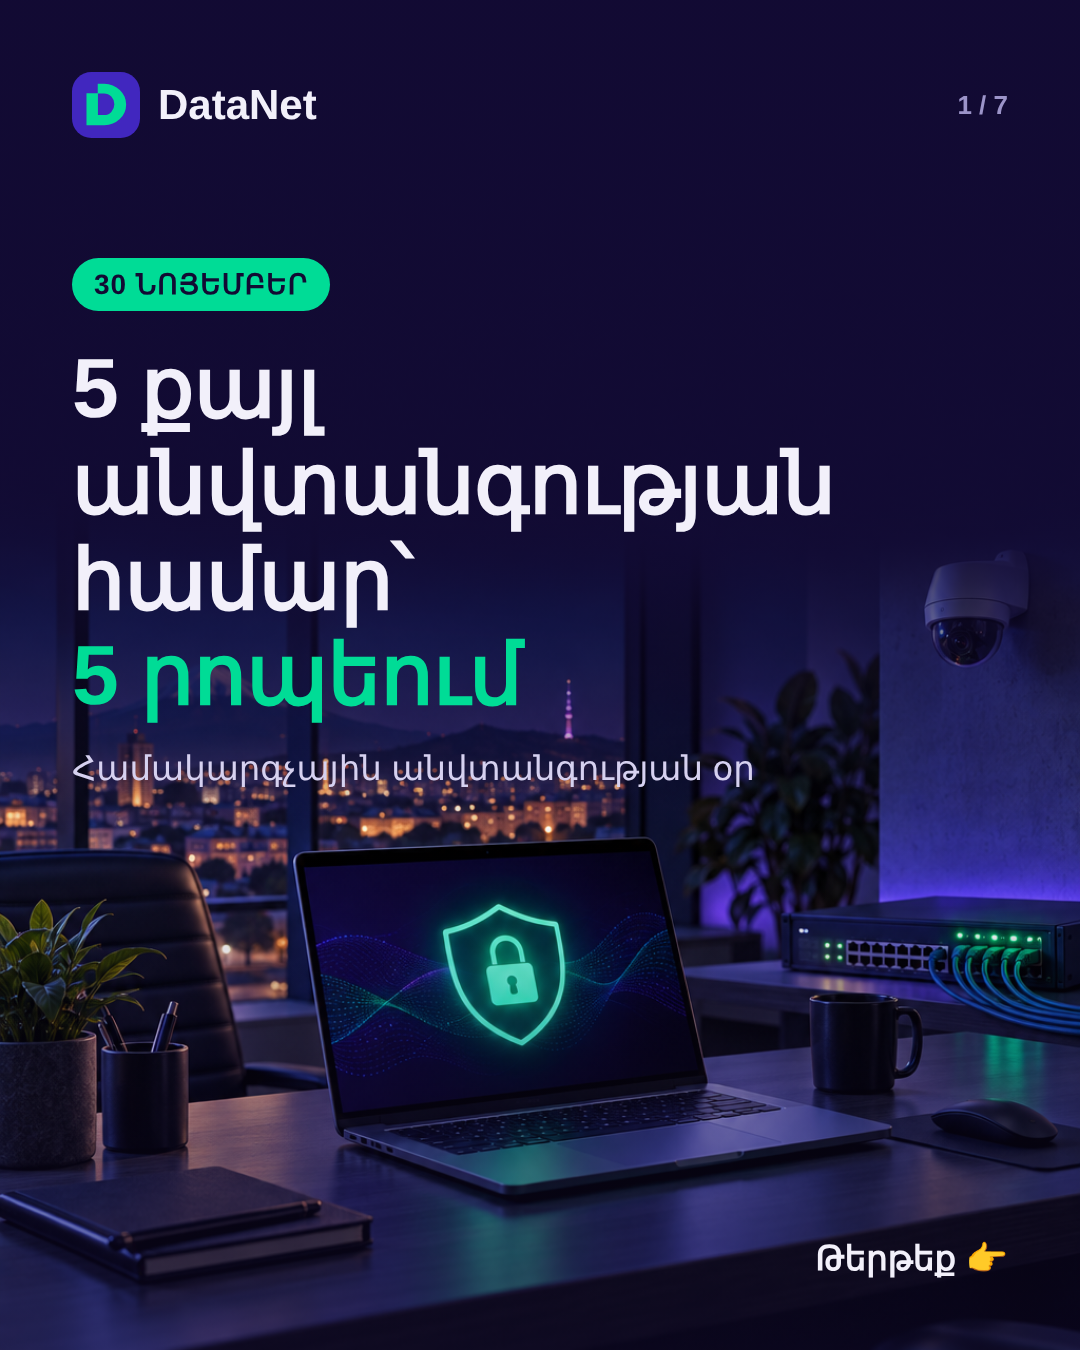 DataNet
1 / 7
30 ՆՈՅԵՄԲԵՐ
5 քայլ
անվտանգության
համար՝
5 րոպեում
Համակարգչային անվտանգության օր
Թերթեք 👉